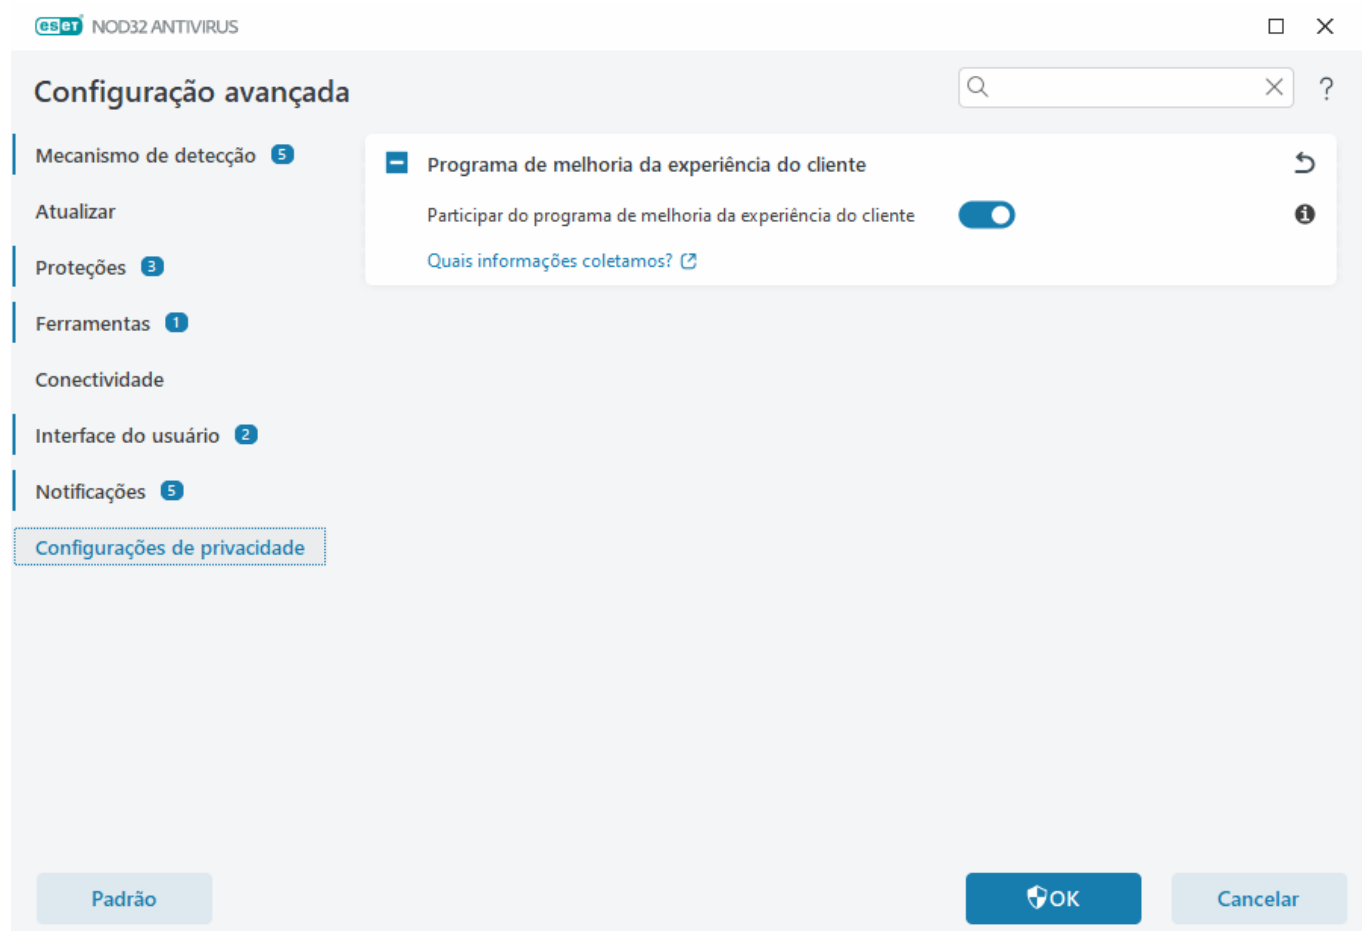 eset NOD32 ANTIVIRUS
Configuração avançada
?
Mecanismo de detecção 5
Atualizar
Proteções 3
Ferramentas 1
Conectividade
Interface do usuário 2
Notificações 5
Configurações de privacidade
Programa de melhoria da experiência do cliente
Participar do programa de melhoria da experiência do cliente
Quais informações coletamos?
Padrão
OK
Cancelar